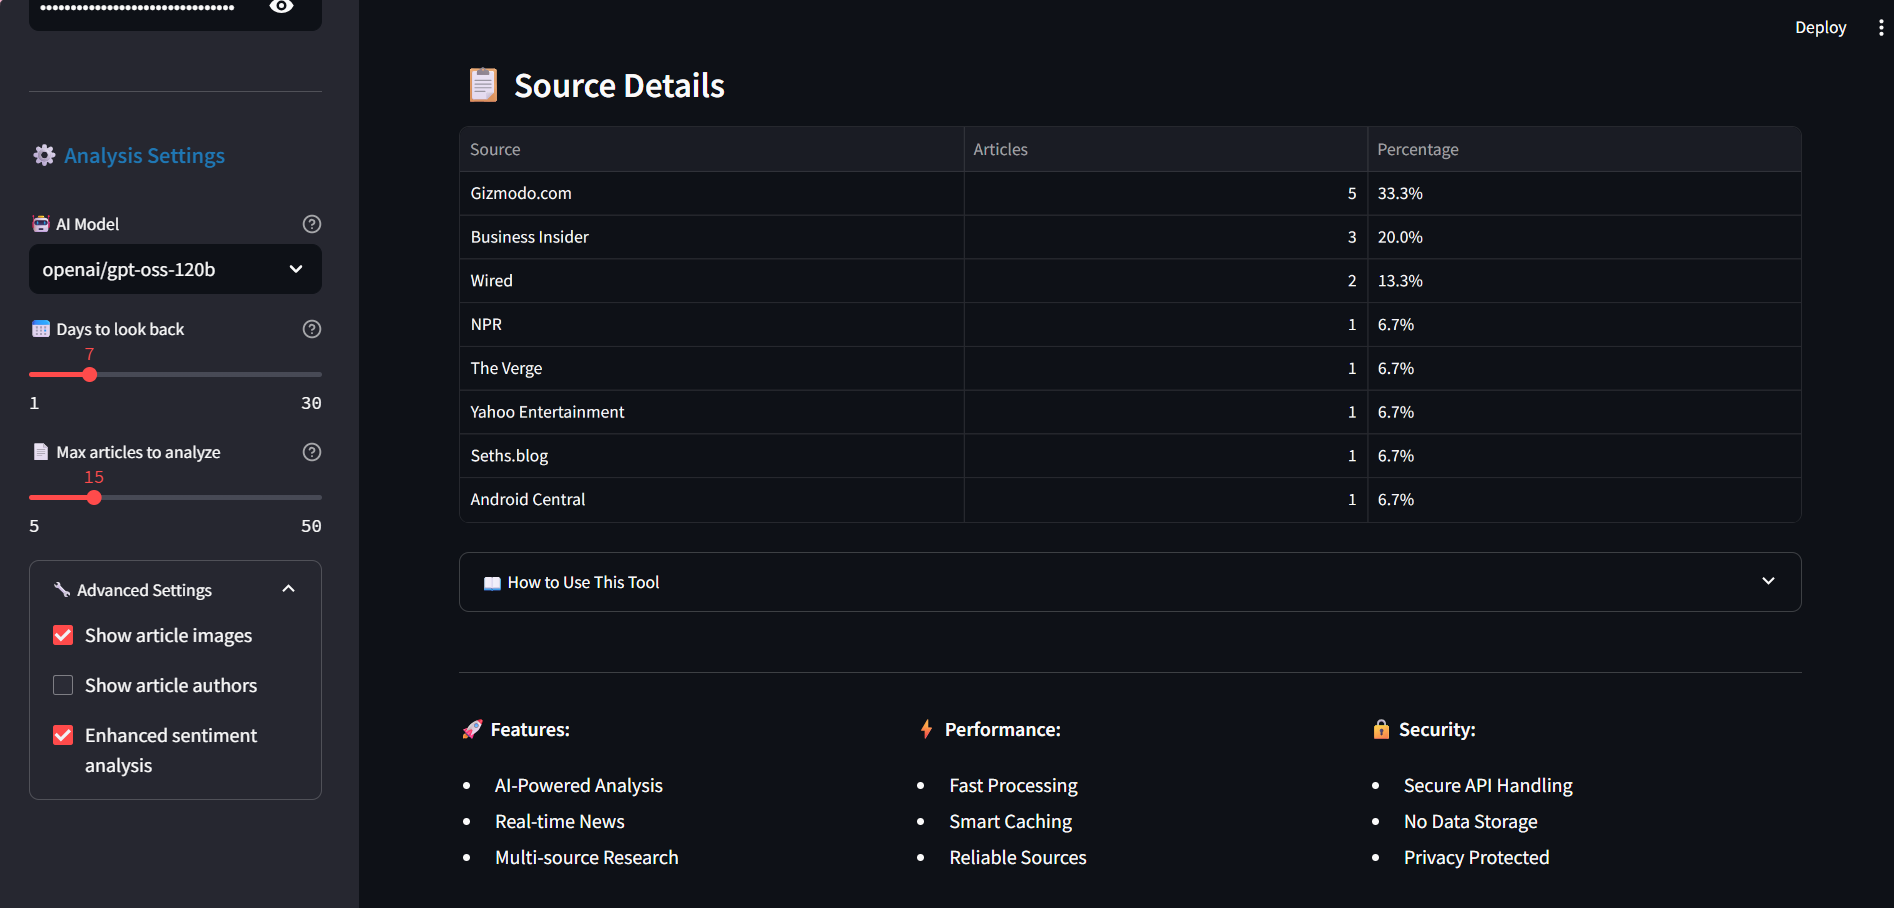 Deploy
Analysis Settings
AI Model
openai/gpt-oss-120b
Days to look back
7
1 30
Max articles to analyze
15
5 50
Advanced Settings
Show article images
Show article authors
Enhanced sentiment
analysis
Source Details
Source Articles Percentage
Gizmodo.com 5 33.3%
Business Insider 3 20.0%
Wired 2 13.3%
NPR 1 6.7%
The Verge 1 6.7%
Yahoo Entertainment 1 6.7%
Seths.blog 1 6.7%
Android Central 1 6.7%
How to Use This Tool
Features:
AI-Powered Analysis
Real-time News
Multi-source Research
Performance:
Fast Processing
Smart Caching
Reliable Sources
Security:
Secure API Handling
No Data Storage
Privacy Protected